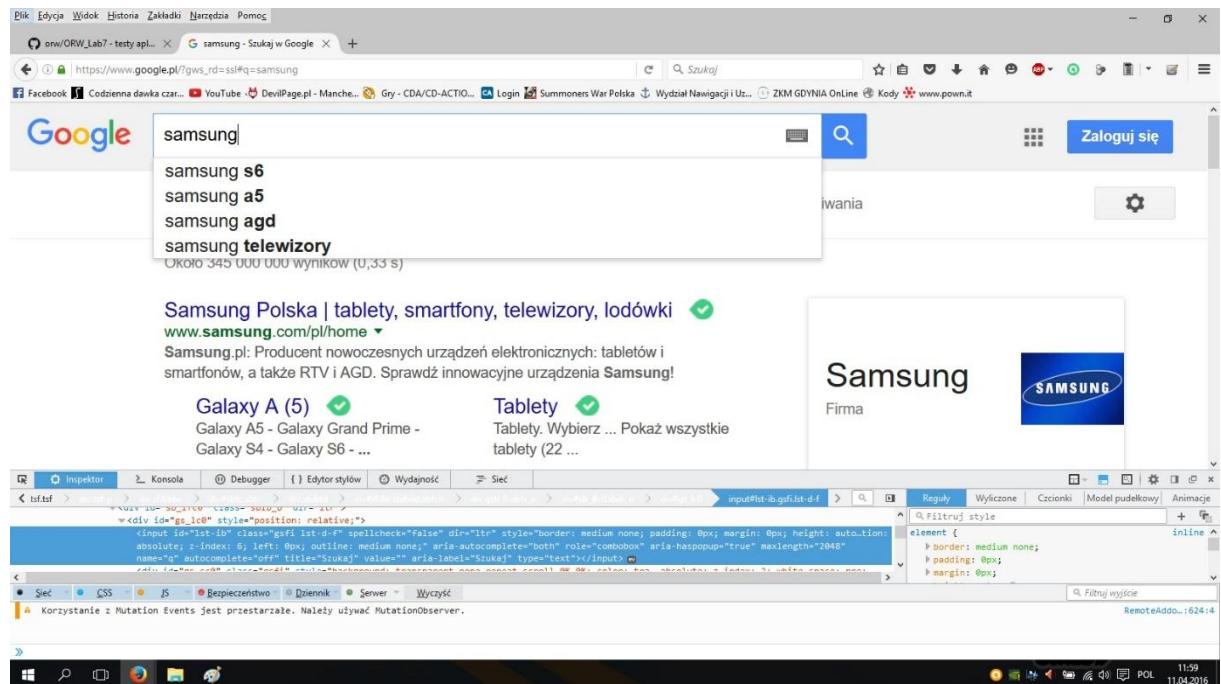 Plik Edycja Widok Historia Zakładki Narzędzia Pomoc
orw/ORW_Lab7 - testy apl...
samsung - Szukaj w Google
https://www.google.pl/?gws_rd=ssl#q=samsung
Szukaj
Facebook Codzienna dawka czar... YouTube DevilPage.pl - Manche... Gry - CDA/CD-ACTIO... Login Summoners War Polska Wydział Nawigacji i Uz... ZKM GDYNIA OnLine Kody www.pown.it
Google samsung Zaloguj się
samsung s6
samsung a5
samsung agd
samsung telewizory
iwania
Około 345 000 000 wyników (0,33 s)
Samsung Polska | tablety, smartfony, telewizory, lodówki
www.samsung.com/pl/home
Samsung.pl: Producent nowoczesnych urządzeń elektronicznych: tabletów i
smartfonów, a także RTV i AGD. Sprawdź innowacyjne urządzenia Samsung!
Galaxy A (5)
Galaxy A5 - Galaxy Grand Prime -
Galaxy S4 - Galaxy S6 - ...
Tablety
Tablety. Wybierz ... Pokaż wszystkie
tablety (22 ...
Samsung
Firma
SAMSUNG
Inspektor Konsola Debugger Edytor stylów Wydajność Sieć
tsf.tsf input#lst-ib.gsfi.lst-d-f
Reguły Wyliczone Czcionki Model pudełkowy Animacje
<div id="gs_lc0" style="position: relative;">
<input id="lst-ib" class="gsfi lst-d-f" spellcheck="false" dir="ltr" style="border: medium none; padding: 0px; margin: 0px; height: auto…tion:
absolute; z-index: 6; left: 0px; outline: medium none;" aria-autocomplete="both" role="combobox" aria-haspopup="true" maxlength="2048"
name="q" autocomplete="off" title="Szukaj" value="" aria-label="Szukaj" type="text"></input>
Filtruj style
element { inline
border: medium none;
padding: 0px;
margin: 0px;
Sieć CSS JS Bezpieczeństwo Dziennik Serwer Wyczyść
Filtruj wyjście
Korzystanie z Mutation Events jest przestarzałe. Należy używać MutationObserver.
RemoteAddo…:624:4
POL
11:59
11.04.2016